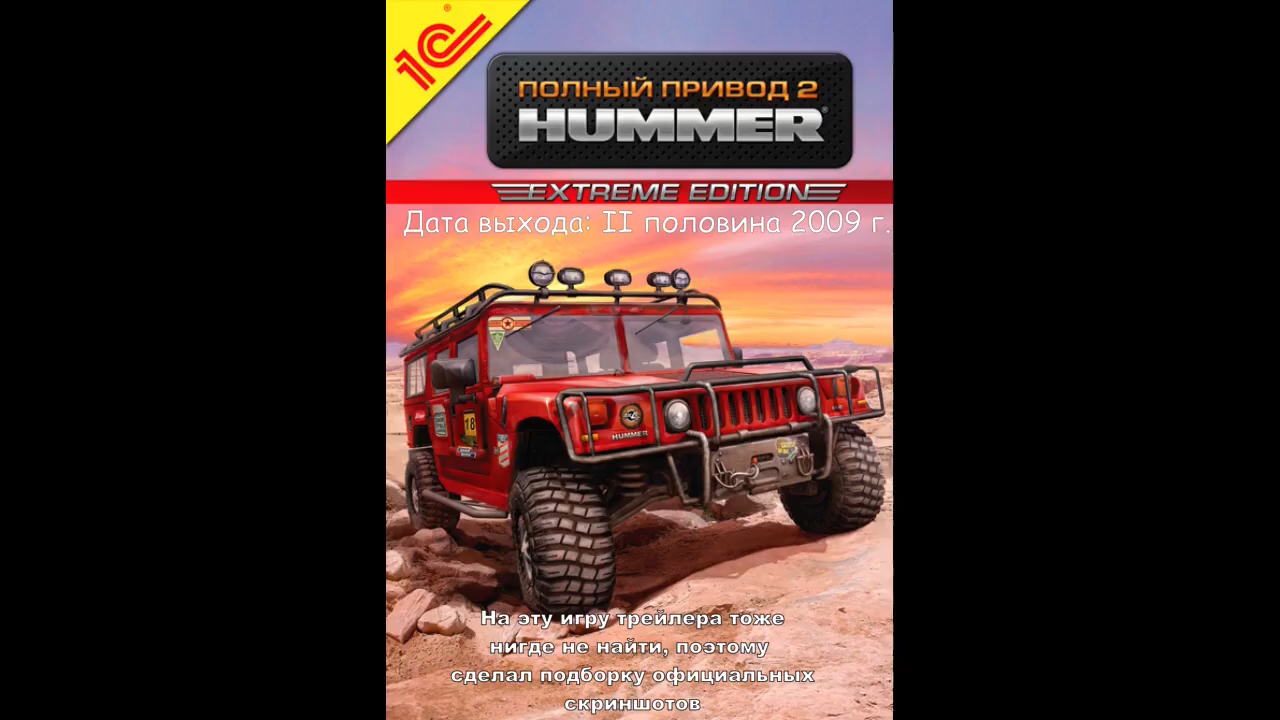 1С®
ПОЛНЫЙ ПРИВОД 2
HUMMER®
EXTREME EDITION
Дата выхода: II половина 2009 г.
18
HUMMER
На эту игру трейлера тоже
нигде не найти, поэтому
сделал подборку официальных
скриншотов